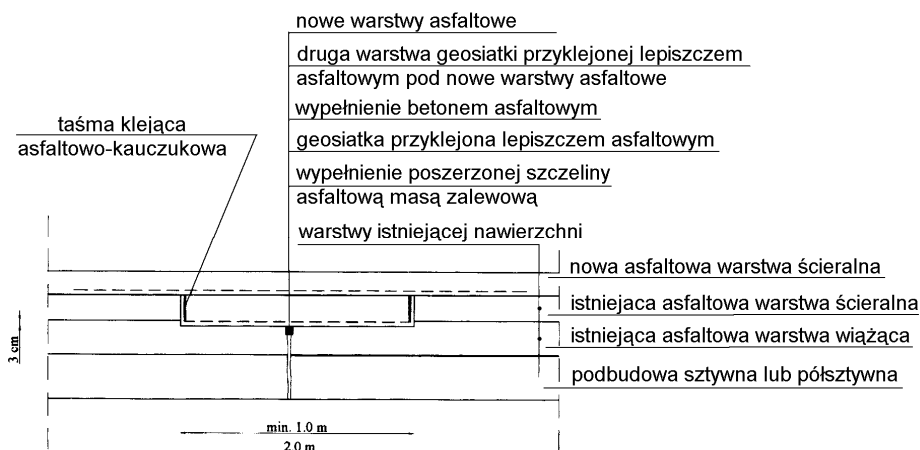 nowe warstwy asfaltowe
druga warstwa geosiatki przyklejonej lepiszczem
asfaltowym pod nowe warstwy asfaltowe
wypełnienie betonem asfaltowym
taśma klejąca
asfaltowo-kauczukowa
geosiatka przyklejona lepiszczem asfaltowym
wypełnienie poszerzonej szczeliny
asfaltową masą zalewową
warstwy istniejącej nawierzchni
nowa asfaltowa warstwa ścieralna
istniejaca asfaltowa warstwa ścieralna
istniejąca asfaltowa warstwa wiążąca
podbudowa sztywna lub półsztywna
3 cm
min. 1.0 m
2.0 m